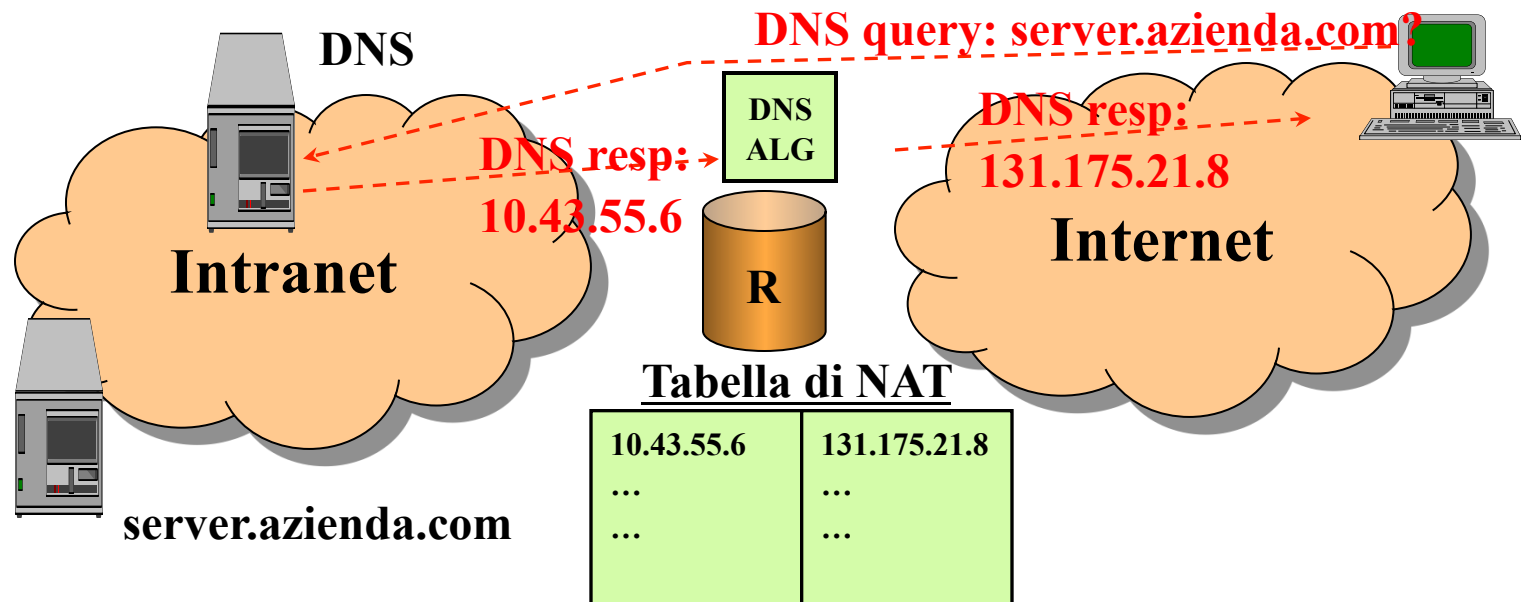 DNS query: server.azienda.com?
DNS
DNS
ALG
DNS resp:
131.175.21.8
DNS resp:
10.43.55.6
Intranet
Internet
R
Tabella di NAT
10.43.55.6 131.175.21.8
… …
… …
server.azienda.com